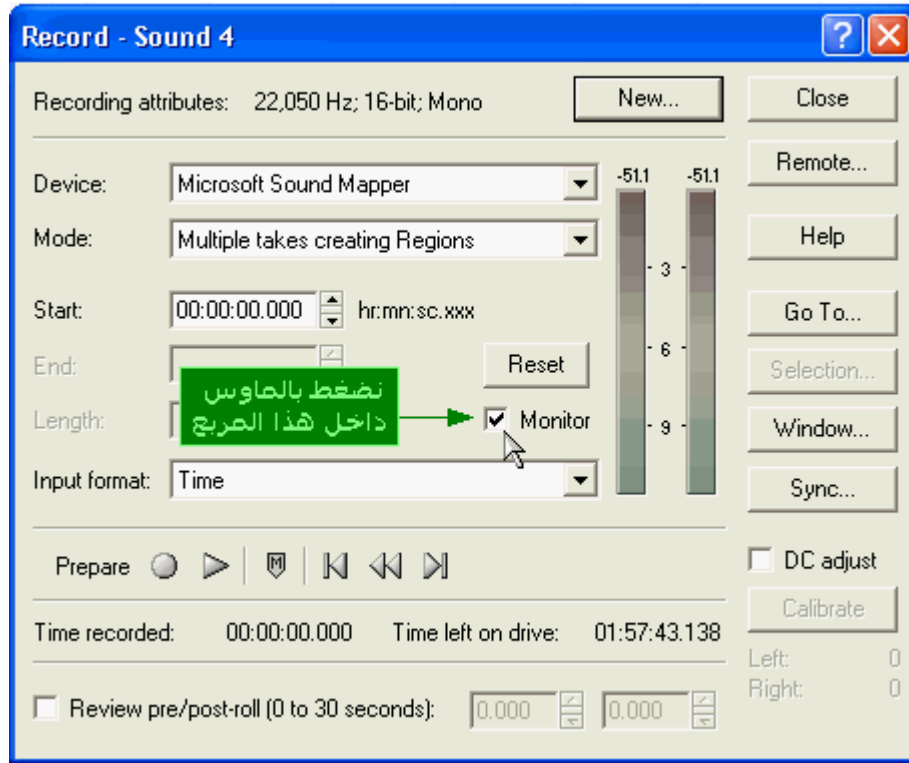 Record - Sound 4
Recording attributes: 22,050 Hz; 16-bit; Mono
New...
Close
Device: Microsoft Sound Mapper
-51.1 -51.1
Remote...
Mode: Multiple takes creating Regions
- 3 -
Help
Start: 00:00:00.000 hr:mn:sc.xxx
Go To...
End:
Reset
- 6 -
Selection...
نضغط بالماوس
داخل هذا المربع
Length:
Monitor
- 9 -
Window...
Input format: Time
Sync...
Prepare
M
DC adjust
Calibrate
Time recorded: 00:00:00.000 Time left on drive: 01:57:43.138
Left: 0
Right: 0
Review pre/post-roll (0 to 30 seconds): 0.000 0.000